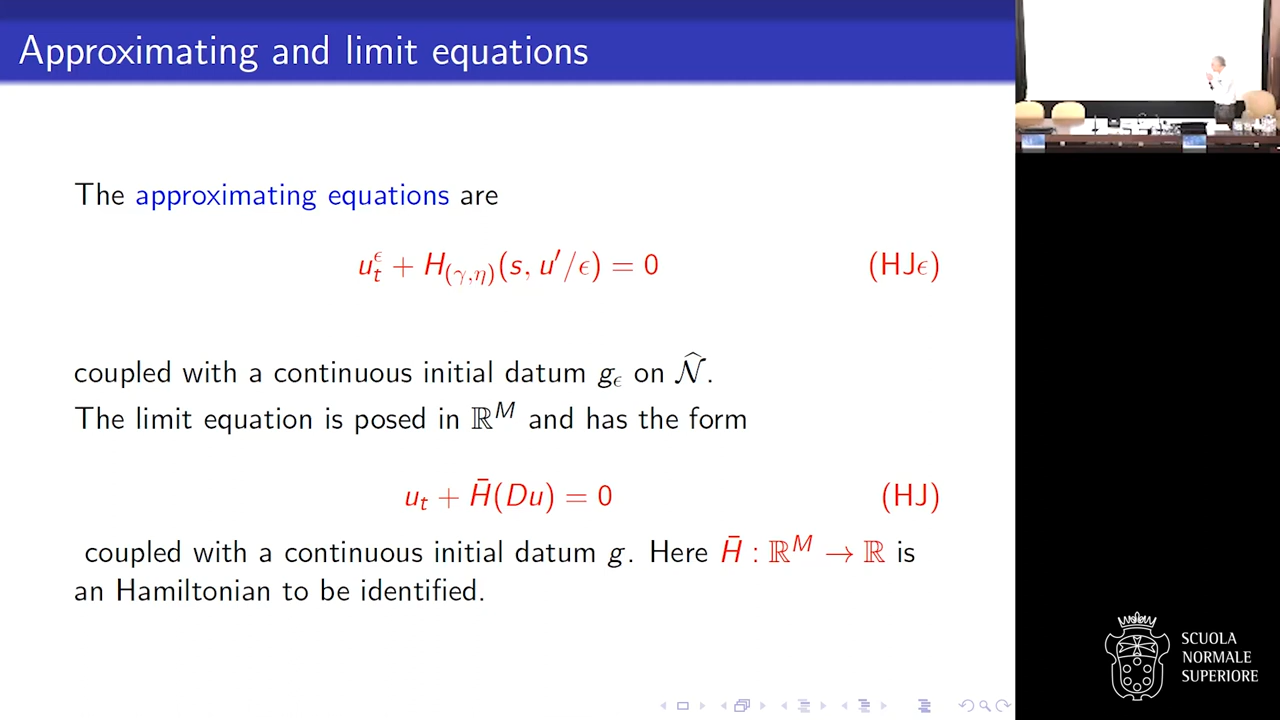 Approximating and limit equations
The approximating equations are
u_t^ϵ + H_(γ,η)(s, u′/ϵ) = 0 (HJϵ)
coupled with a continuous initial datum g_ϵ on 𝒩̂.
The limit equation is posed in ℝ^M and has the form
u_t + H̄(Du) = 0 (HJ)
coupled with a continuous initial datum g. Here H̄ : ℝ^M → ℝ is
an Hamiltonian to be identified.
SCUOLA
NORMALE
SUPERIORE